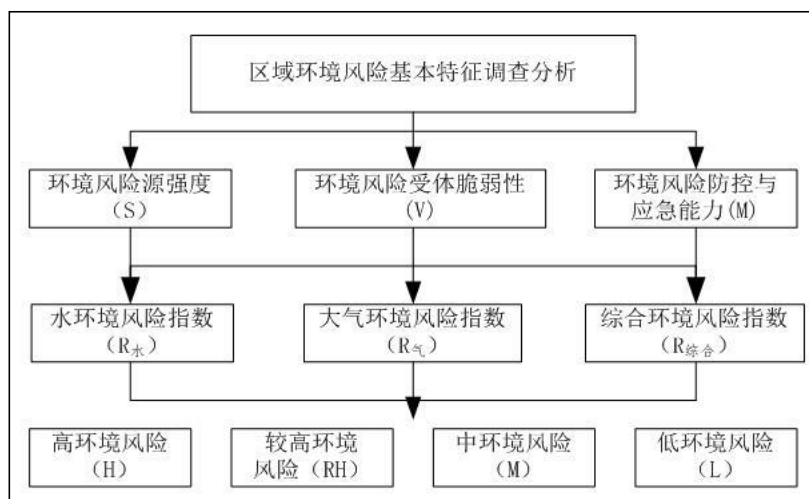 区域环境风险基本特征调查分析
环境风险源强度
（S）
环境风险受体脆弱性
（V）
环境风险防控与
应急能力(M)
水环境风险指数
（R水）
大气环境风险指数
（R气）
综合环境风险指数
（R综合）
高环境风险
（H）
较高环境
风险（RH）
中环境风险
（M）
低环境风险
（L）